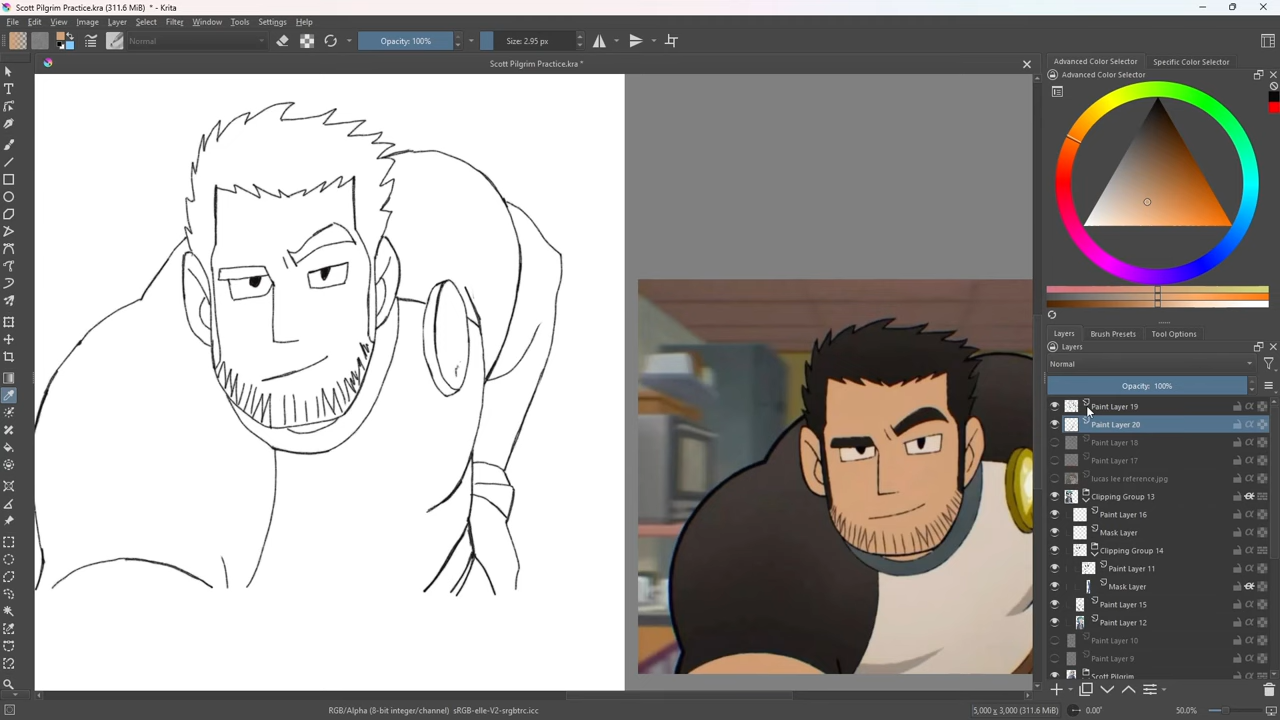 Scott Pilgrim Practice.kra (311.6 MiB) * - Krita
File Edit View Image Layer Select Filter Window Tools Settings Help
Normal Opacity: 100% Size: 2.95 px
Scott Pilgrim Practice.kra *
Advanced Color Selector Specific Color Selector
Advanced Color Selector
Layers Brush Presets Tool Options
Layers
Normal
Opacity: 100%
Paint Layer 19
Paint Layer 20
Paint Layer 18
Paint Layer 17
lucas lee reference.jpg
Clipping Group 13
Paint Layer 16
Mask Layer
Clipping Group 14
Paint Layer 11
Mask Layer
Paint Layer 15
Paint Layer 12
Paint Layer 10
Paint Layer 9
Scott Pilgrim
RGB/Alpha (8-bit integer/channel) sRGB-elle-V2-srgbtrc.icc 5,000 x 3,000 (311.6 MiB) 0.00° 50.0%